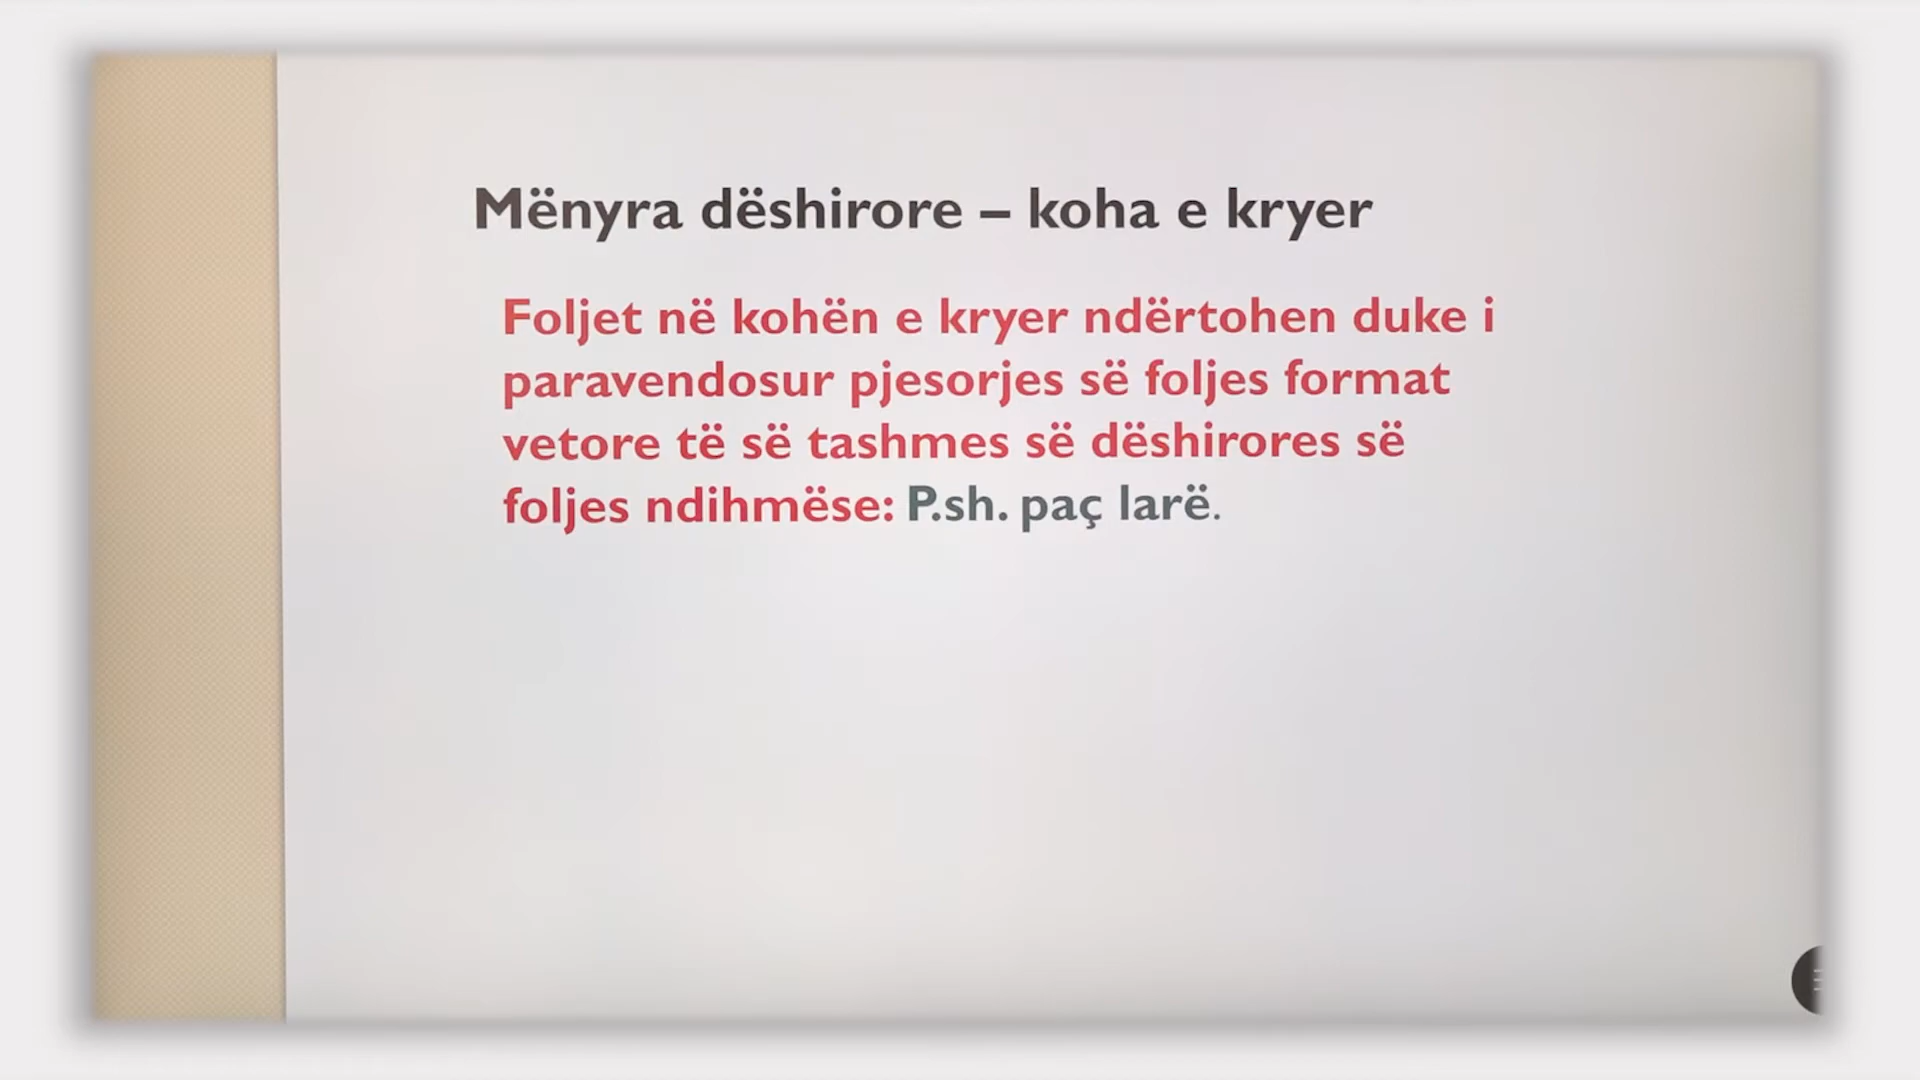 Mënyra dëshirore – koha e kryer
Foljet në kohën e kryer ndërtohen duke i
paravendosur pjesorjes së foljes format
vetore të së tashmes së dëshirores së
foljes ndihmëse: P.sh. paç larë.